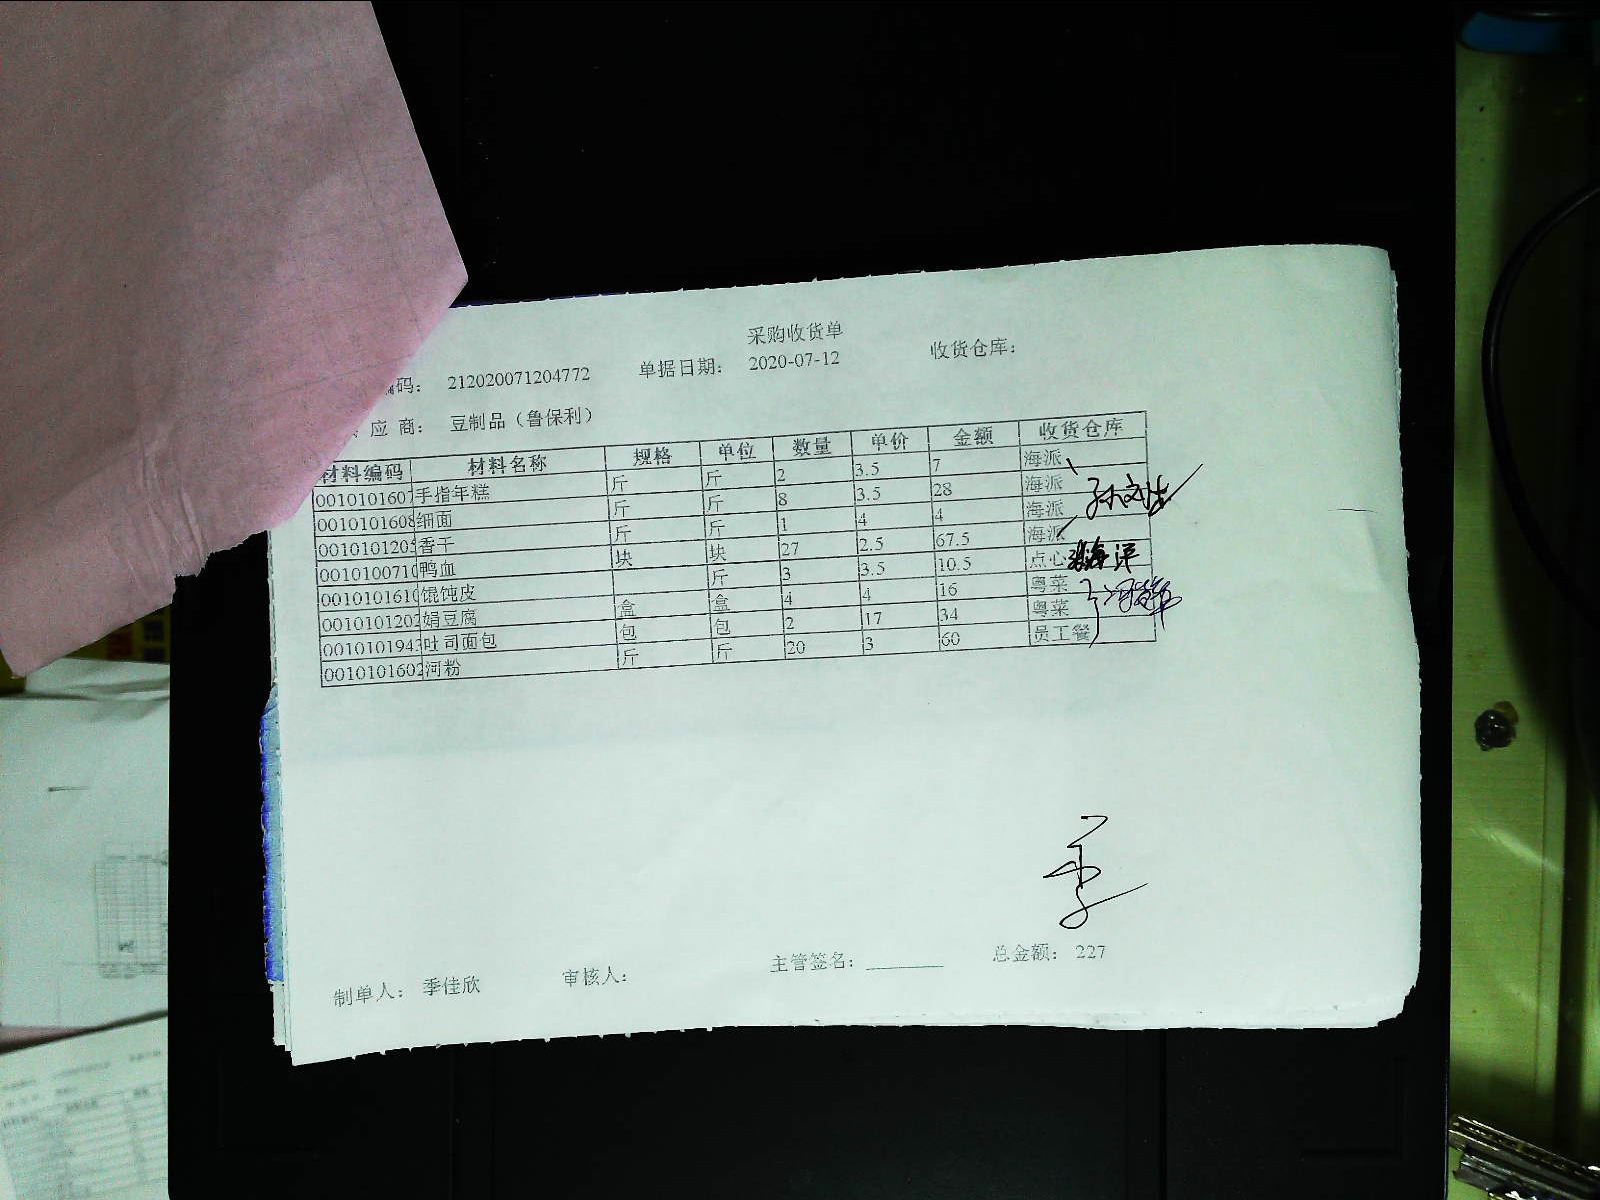 采购收货单
编码： 212020071204772 单据日期： 2020-07-12 收货仓库：
应商： 豆制品（鲁保利）
材料编码 材料名称 规格 单位 数量 单价 金额 收货仓库
0010101607 手指年糕 斤 斤 2 3.5 7 海派
0010101608 细面 斤 斤 8 3.5 28 海派
0010101205 香干 斤 斤 1 4 4 海派
0010100710 鸭血 块 块 27 2.5 67.5 海派
0010101610 馄饨皮 斤 3 3.5 10.5 点心
0010101202 娟豆腐 盒 盒 4 4 16 粤菜
0010101943 吐司面包 包 包 2 17 34 粤菜
0010101602 河粉 斤 斤 20 3 60 员工餐
季
制单人： 季佳欣 审核人： 主管签名： 总金额： 227